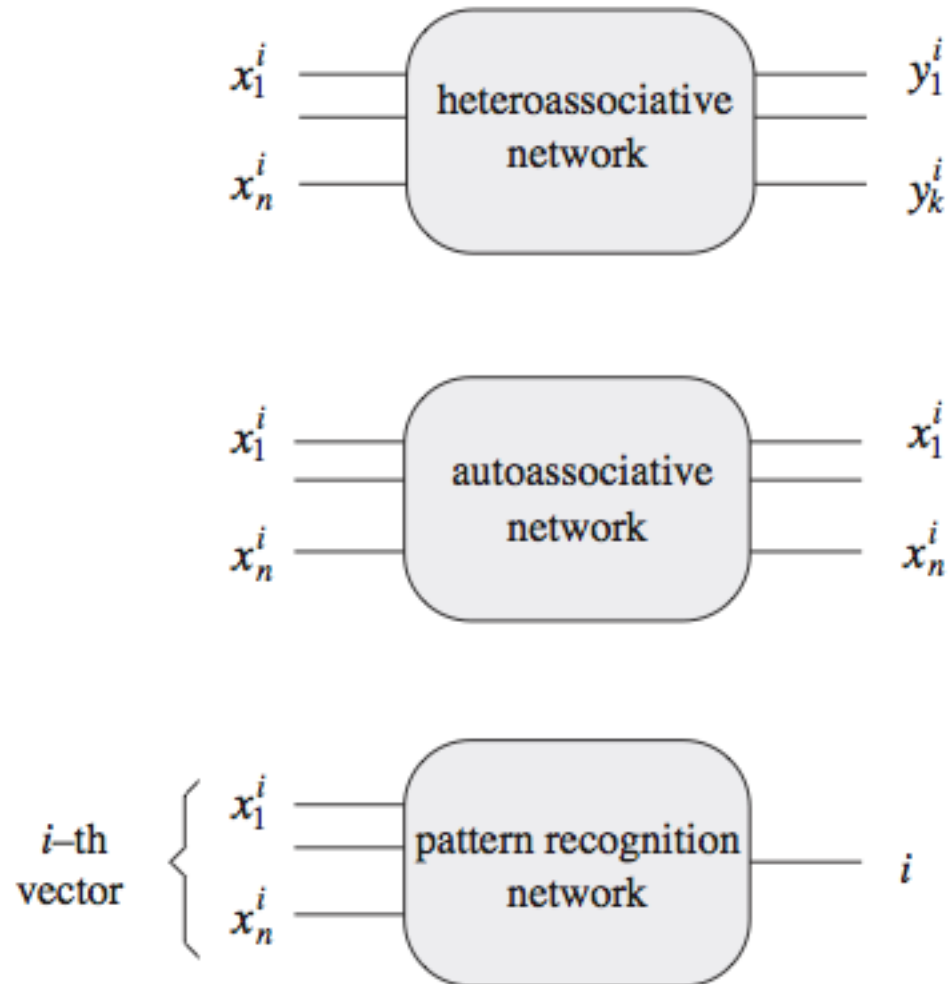 x_1^i
heteroassociative
network
y_1^i
x_n^i
y_k^i
x_1^i
autoassociative
network
x_1^i
x_n^i
x_n^i
i–th
vector
x_1^i
x_n^i
pattern recognition
network
i